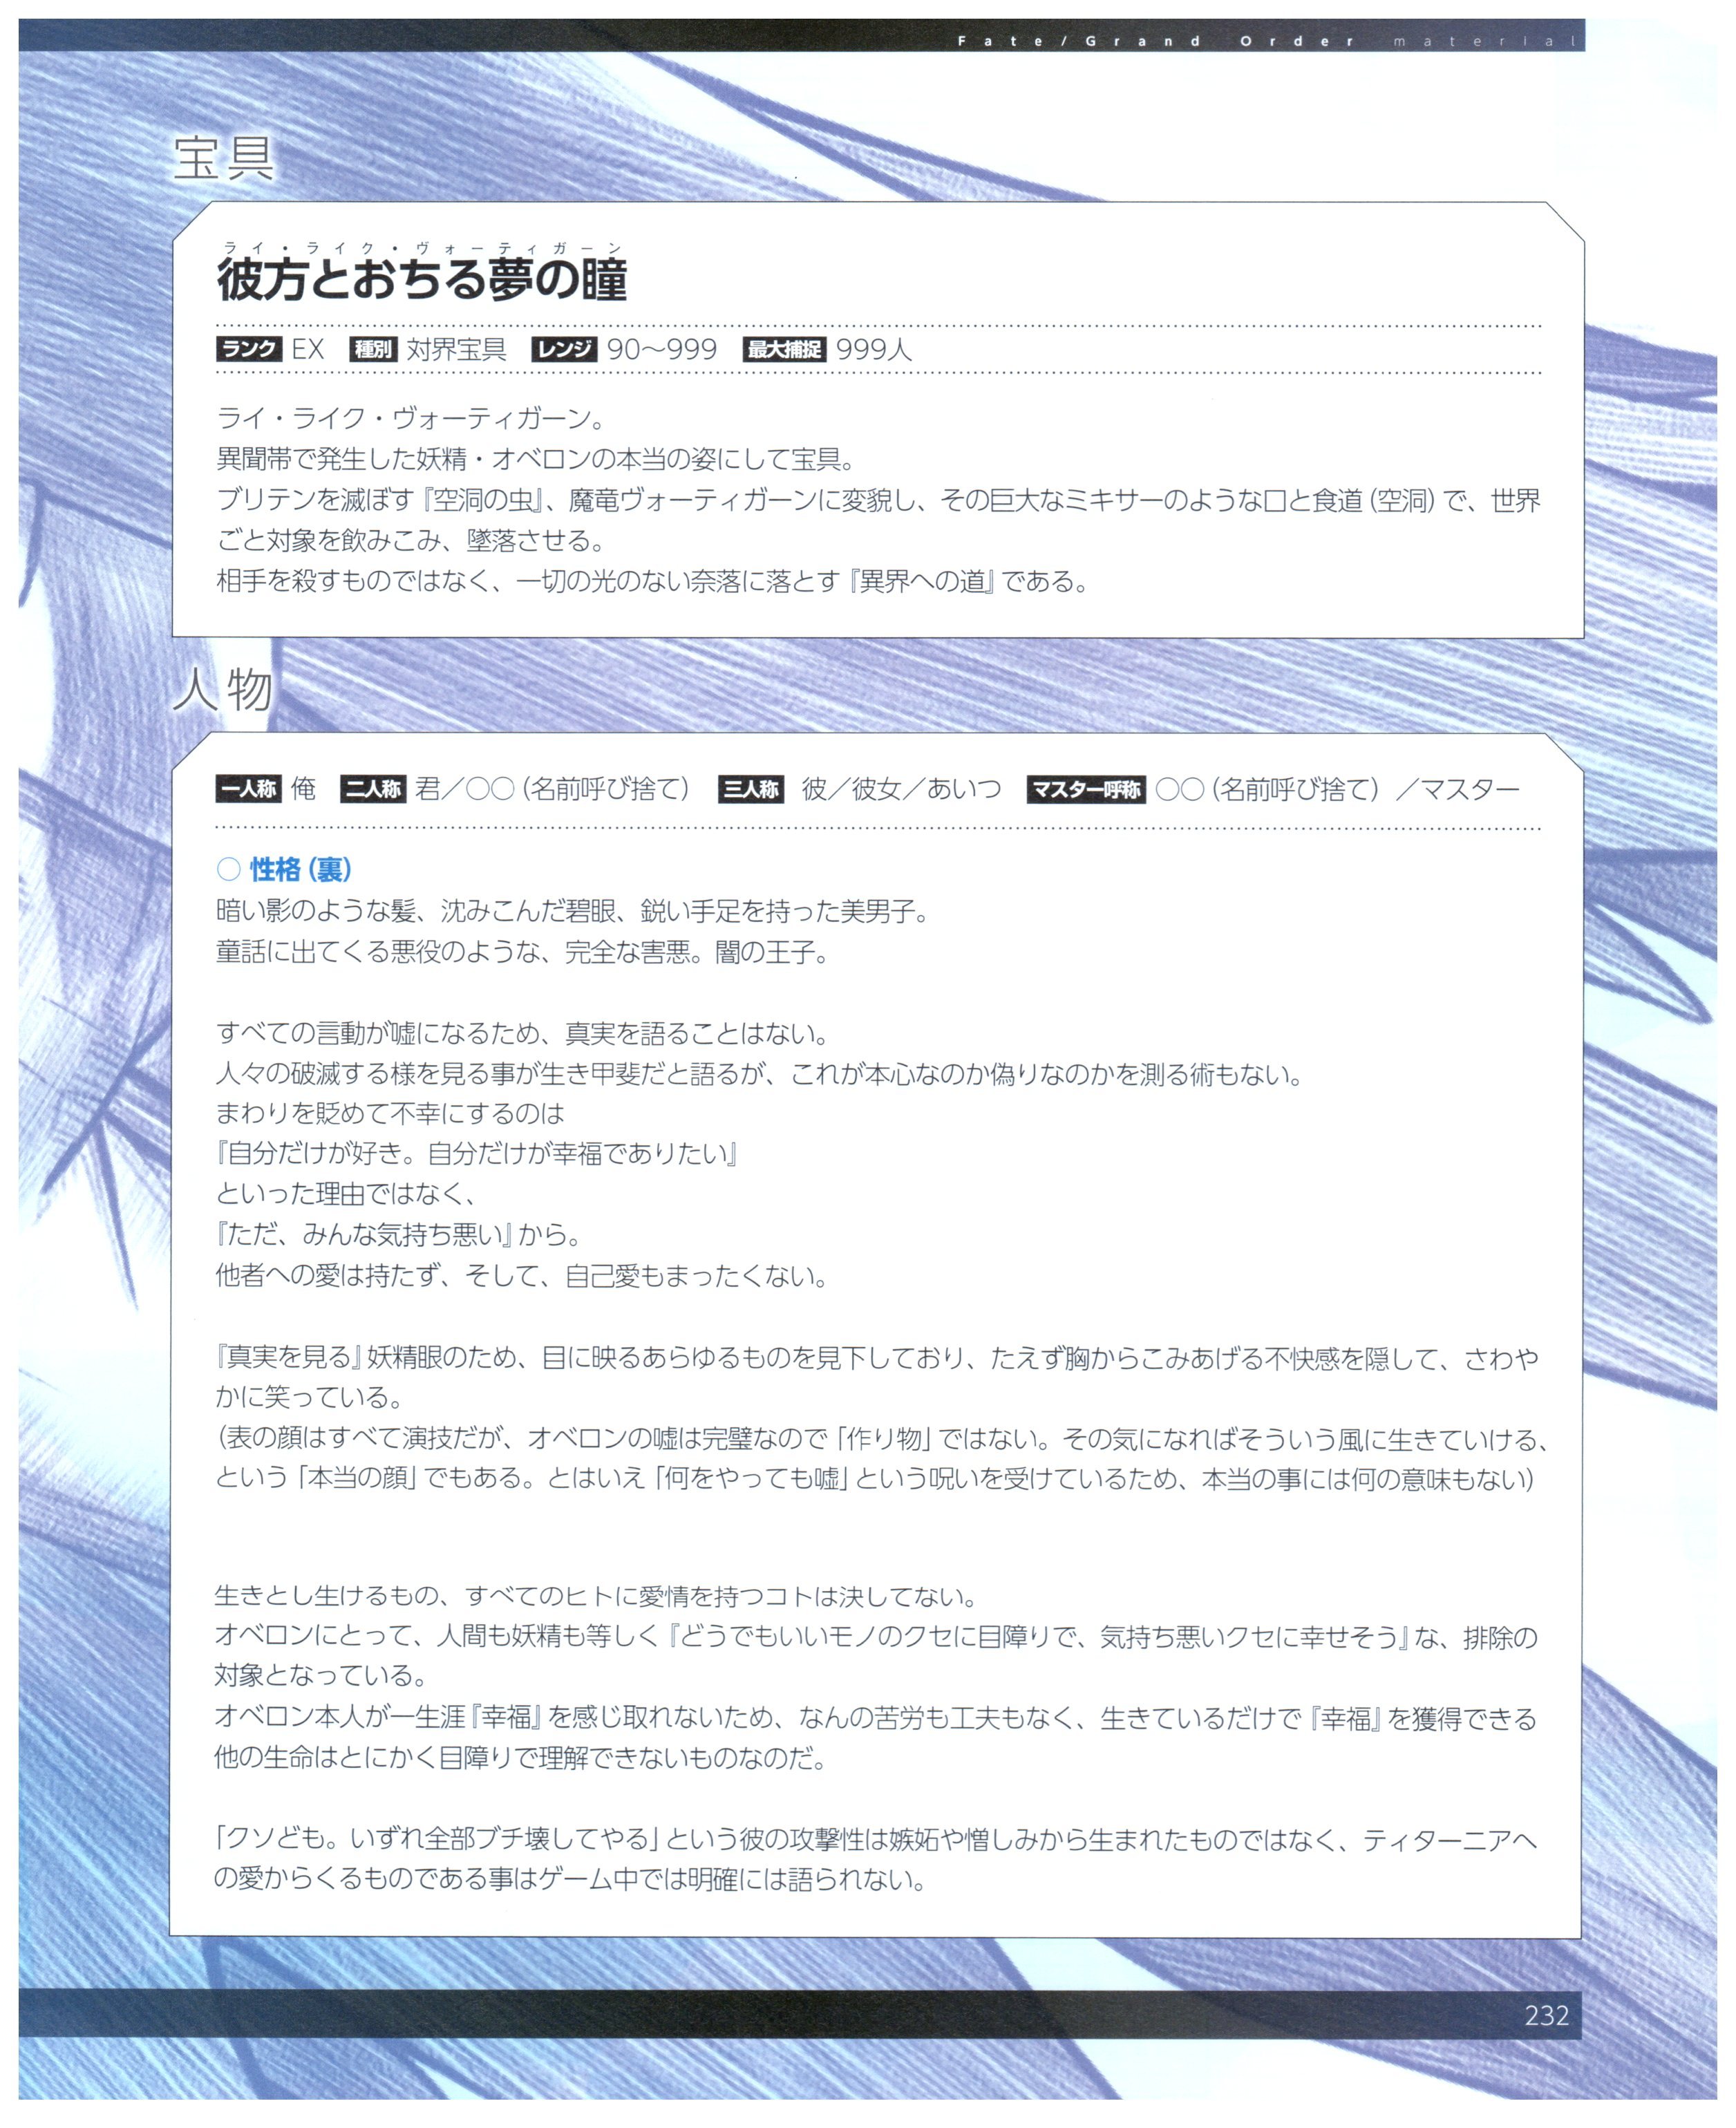 Fate/Grand Order material
宝具
ライ・ライク・ヴォーティガーン
彼方とおちる夢の瞳
ランク EX 種別 対界宝具 レンジ 90～999 最大捕捉 999人
ライ・ライク・ヴォーティガーン。
異聞帯で発生した妖精・オベロンの本当の姿にして宝具。
ブリテンを滅ぼす『空洞の虫』、魔竜ヴォーティガーンに変貌し、その巨大なミキサーのような口と食道（空洞）で、世界
ごと対象を飲みこみ、墜落させる。
相手を殺すものではなく、一切の光のない奈落に落とす『異界への道』である。
人物
一人称 俺 二人称 君／○○（名前呼び捨て） 三人称 彼／彼女／あいつ マスター呼称 ○○（名前呼び捨て）／マスター
○ 性格（裏）
暗い影のような髪、沈みこんだ碧眼、鋭い手足を持った美男子。
童話に出てくる悪役のような、完全な害悪。闇の王子。
すべての言動が嘘になるため、真実を語ることはない。
人々の破滅する様を見る事が生き甲斐だと語るが、これが本心なのか偽りなのかを測る術もない。
まわりを貶めて不幸にするのは
『自分だけが好き。自分だけが幸福でありたい』
といった理由ではなく、
『ただ、みんな気持ち悪い』から。
他者への愛は持たず、そして、自己愛もまったくない。
『真実を見る』妖精眼のため、目に映るあらゆるものを見下しており、たえず胸からこみあげる不快感を隠して、さわや
かに笑っている。
（表の顔はすべて演技だが、オベロンの嘘は完璧なので「作り物」ではない。その気になればそういう風に生きていける、
という「本当の顔」でもある。とはいえ「何をやっても嘘」という呪いを受けているため、本当の事には何の意味もない）
生きとし生けるもの、すべてのヒトに愛情を持つコトは決してない。
オベロンにとって、人間も妖精も等しく『どうでもいいモノのクセに目障りで、気持ち悪いクセに幸せそう』な、排除の
対象となっている。
オベロン本人が一生涯『幸福』を感じ取れないため、なんの苦労も工夫もなく、生きているだけで『幸福』を獲得できる
他の生命はとにかく目障りで理解できないものなのだ。
「クソども。いずれ全部ブチ壊してやる」という彼の攻撃性は嫉妬や憎しみから生まれたものではなく、ティターニアへ
の愛からくるものである事はゲーム中では明確には語られない。
232